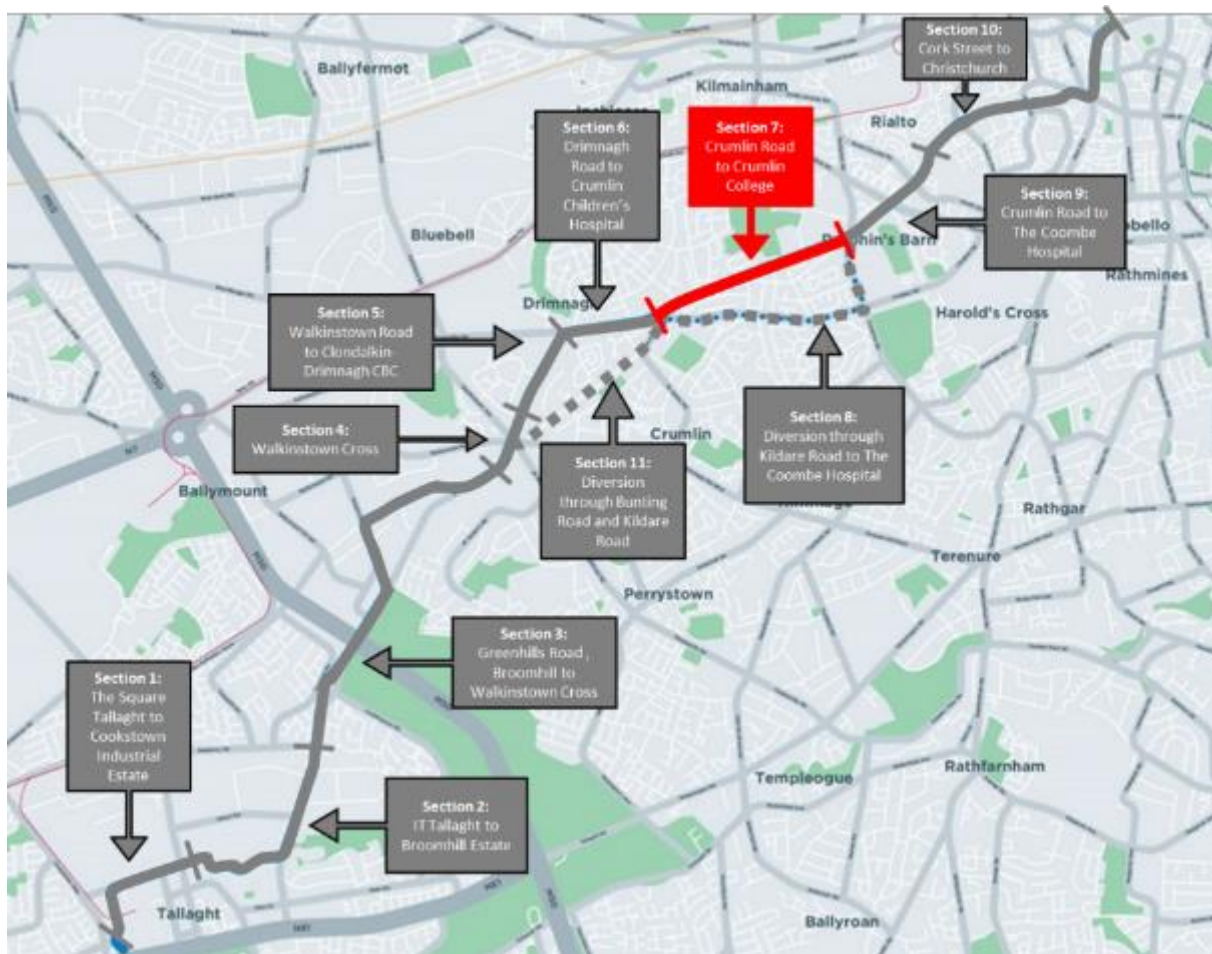 Section 10:
Cork Street to
Christchurch
Ballyfermot
Kilmainham
Section 6:
Drimnagh
Road to
Crumlin
Children's
Hospital
Section 7:
Crumlin Road
to Crumlin
College
Rialto
Section 9:
Crumlin Road to
The Coombe
Hospital
Bluebell
Rathmines
Harold's Cross
Section 5:
Walkinstown Road
to Clondalkin-
Drimnagh CBC
Section 4:
Walkinstown Cross
Crumlin
Section 8:
Diversion through
Kildare Road to The
Coombe Hospital
Section 11:
Diversion
through Bunting
Road and Kildare
Road
Ballymount
Rathgar
Terenure
Perrystown
Section 3:
Greenhills Road ,
Broomhill to
Walkinstown Cross
Section 1:
The Square
Tallaght to
Cookstown
Industrial
Estate
Templeogue
Rathfarnham
Section 2:
IT Tallaght to
Broomhill Estate
Tallaght
Ballyroan